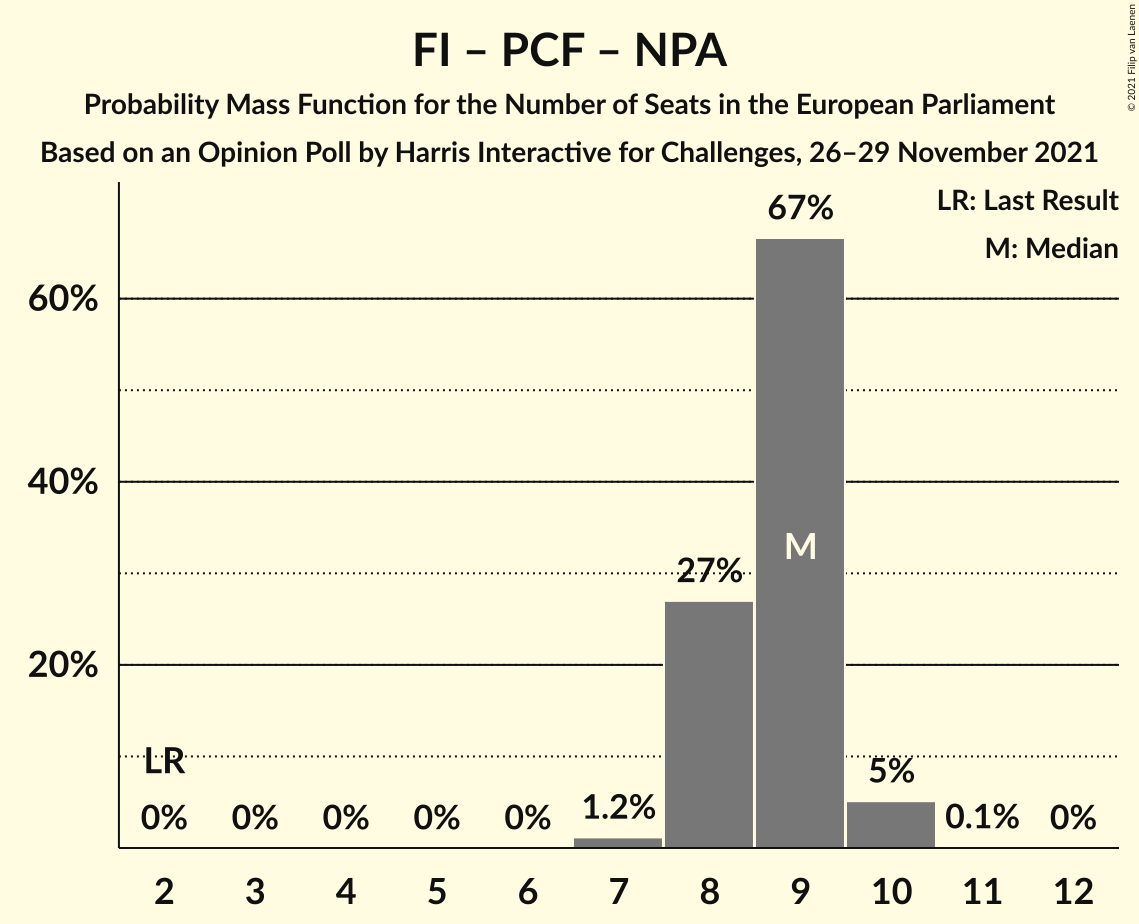 FI – PCF – NPA
Probability Mass Function for the Number of Seats in the European Parliament
Based on an Opinion Poll by Harris Interactive for Challenges, 26–29 November 2021
© 2021 Filip van Laenen
LR: Last Result
M: Median
60%
40%
20%
LR
0%
0%
0%
0%
0%
1.2%
27%
67%
M
5%
0.1%
0%
2 3 4 5 6 7 8 9 10 11 12